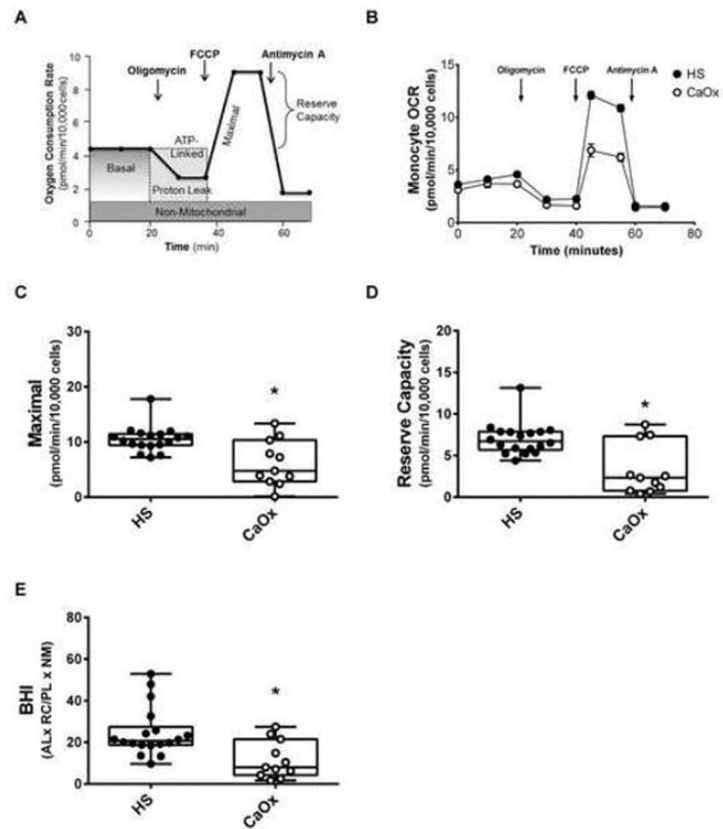 A
Oxygen Consumption Rate
(pmol/min/10,000 cells)
10
8
6
4
2
0
0
20
40
60
Time (min)
Oligomycin
FCCP
Antimycin A
Basal
ATP-
Linked
Proton Leak
Maximal
Reserve
Capacity
Non-Mitochondrial
B
Monocyte OCR
(pmol/min/10,000 cells)
15
10
5
0
0
20
40
60
80
Time (minutes)
Oligomycin
FCCP
Antimycin A
HS
CaOx
C
Maximal
(pmol/min/10,000 cells)
30
20
10
0
*
HS
CaOx
D
Reserve Capacity
(pmol/min/10,000 cells)
20
15
10
5
0
*
HS
CaOx
E
BHI
(ALx RC/PL x NM)
80
60
40
20
0
*
HS
CaOx